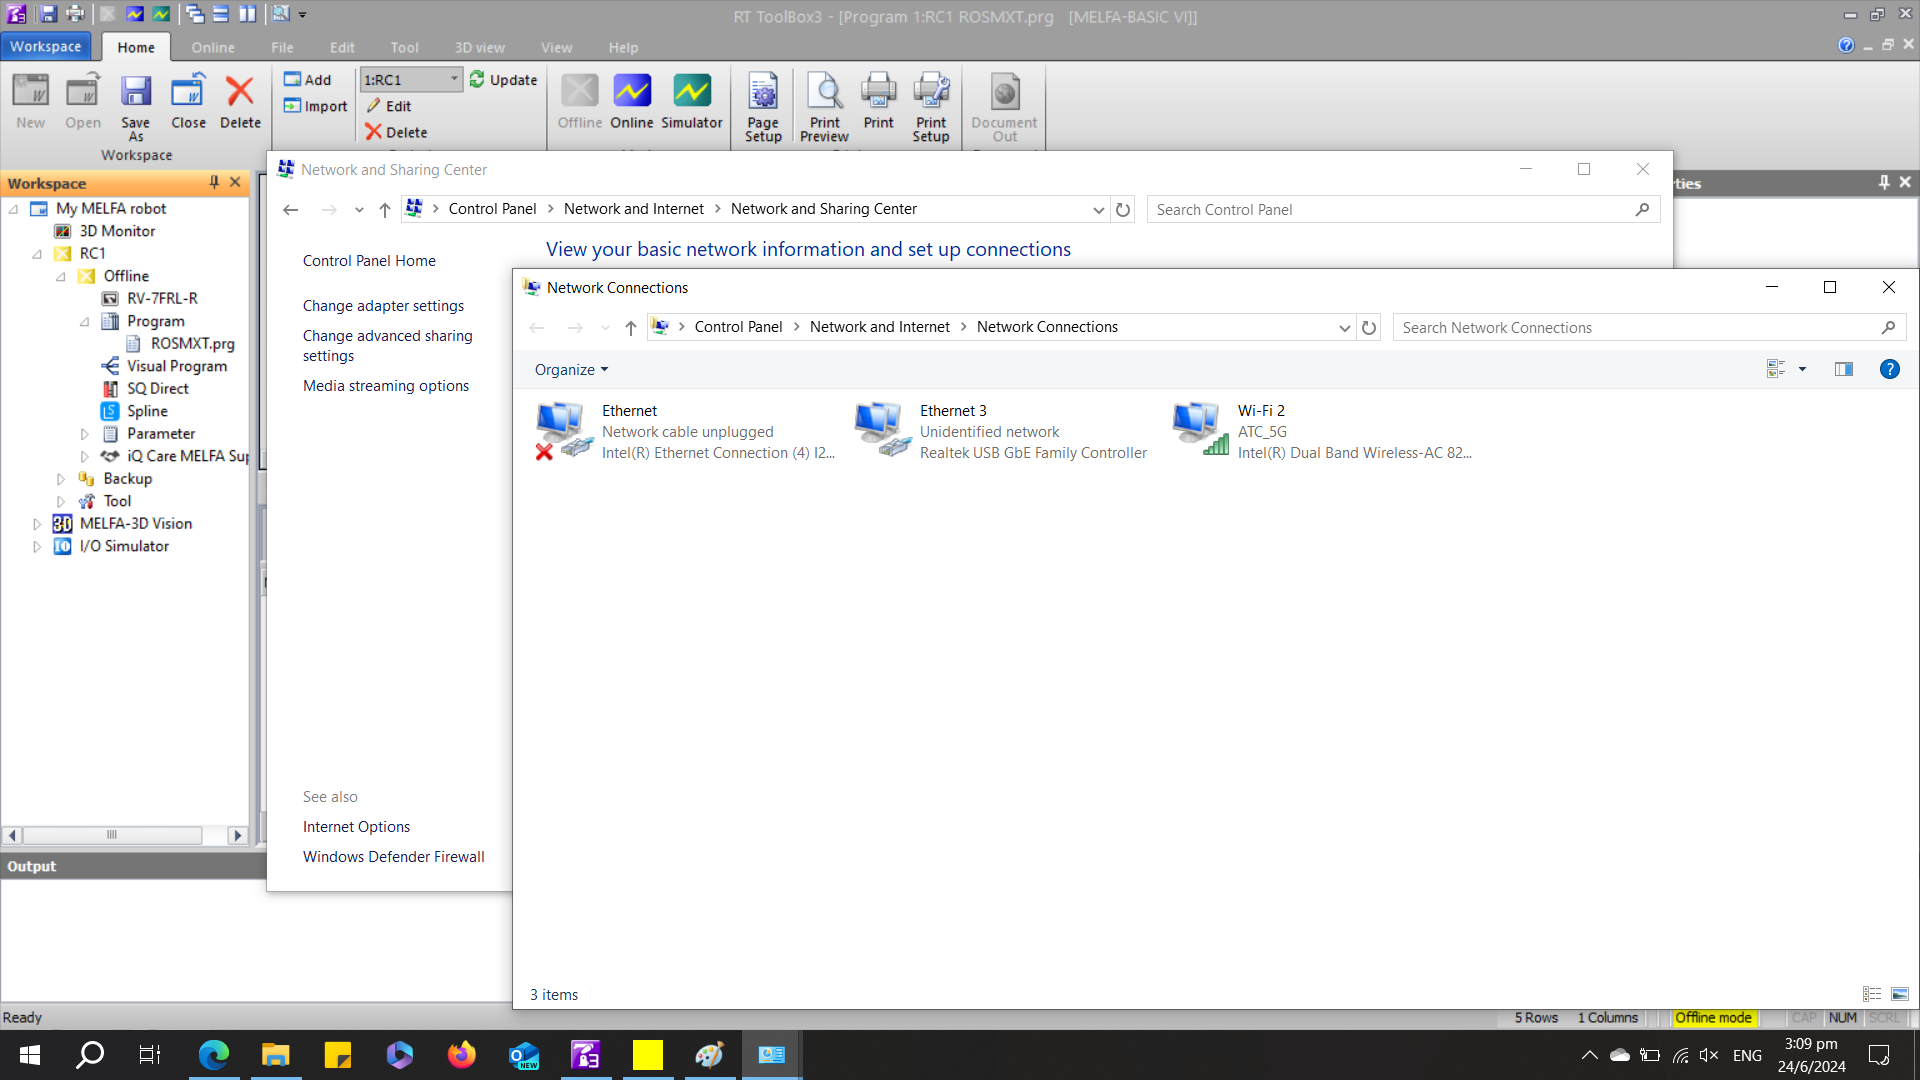 RT ToolBox3 - [Program 1:RC1 ROSMXT.prg   [MELFA-BASIC VI]]
Workspace Home Online File Edit Tool 3D view View Help
New Open Save As Close Delete
Workspace
Add
Import
1:RC1 Update
Edit
Delete
Offline Online Simulator
Page Setup
Print Preview Print Print Setup
Document Out
Workspace
My MELFA robot
3D Monitor
RC1
Offline
RV-7FRL-R
Program
ROSMXT.prg
Visual Program
SQ Direct
Spline
Parameter
iQ Care MELFA Sup
Backup
Tool
MELFA-3D Vision
I/O Simulator
Output
Network and Sharing Center
Control Panel > Network and Internet > Network and Sharing Center
Search Control Panel
Control Panel Home
Change adapter settings
Change advanced sharing
settings
Media streaming options
See also
Internet Options
Windows Defender Firewall
View your basic network information and set up connections
rties
Network Connections
Control Panel > Network and Internet > Network Connections
Search Network Connections
Organize
Ethernet
Network cable unplugged
Intel(R) Ethernet Connection (4) I2...
Ethernet 3
Unidentified network
Realtek USB GbE Family Controller
Wi-Fi 2
ATC_5G
Intel(R) Dual Band Wireless-AC 82...
3 items
Ready
5 Rows 1 Columns Offline mode CAP NUM SCRL
NEW
3
ENG
3:09 pm
24/6/2024